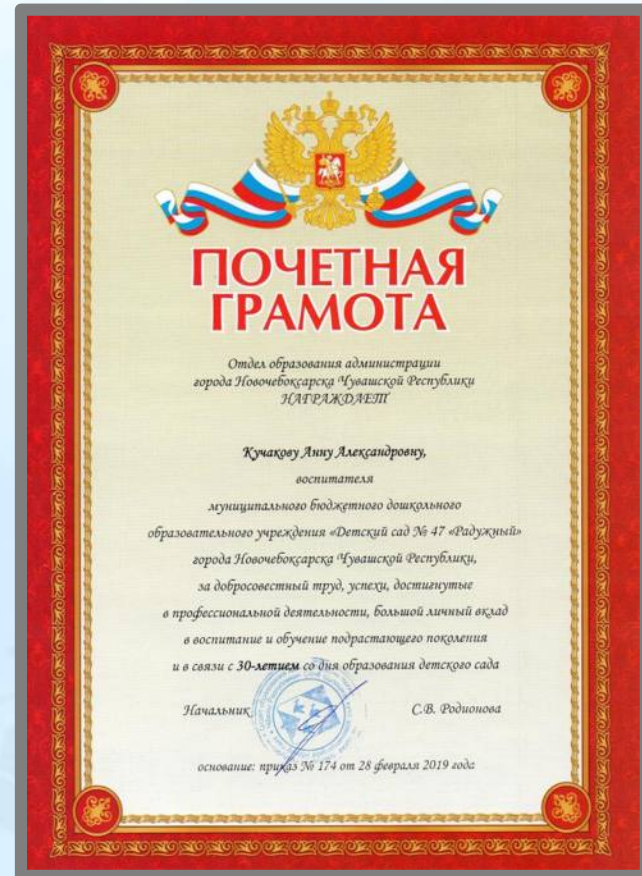 ПОЧЕТНАЯ
ГРАМОТА
Отдел образования администрации
города Новочебоксарска Чувашской Республики
НАГРАЖДАЕТ
Кучакову Анну Александровну,
воспитателя
муниципального бюджетного дошкольного
образовательного учреждения «Детский сад № 47 «Радужный»
города Новочебоксарска Чувашской Республики,
за добросовестный труд, успехи, достигнутые
в профессиональной деятельности, большой личный вклад
в воспитание и обучение подрастающего поколения
и в связи с 30-летием со дня образования детского сада
Начальник С.В. Родионова
основание: приказ № 174 от 28 февраля 2019 года